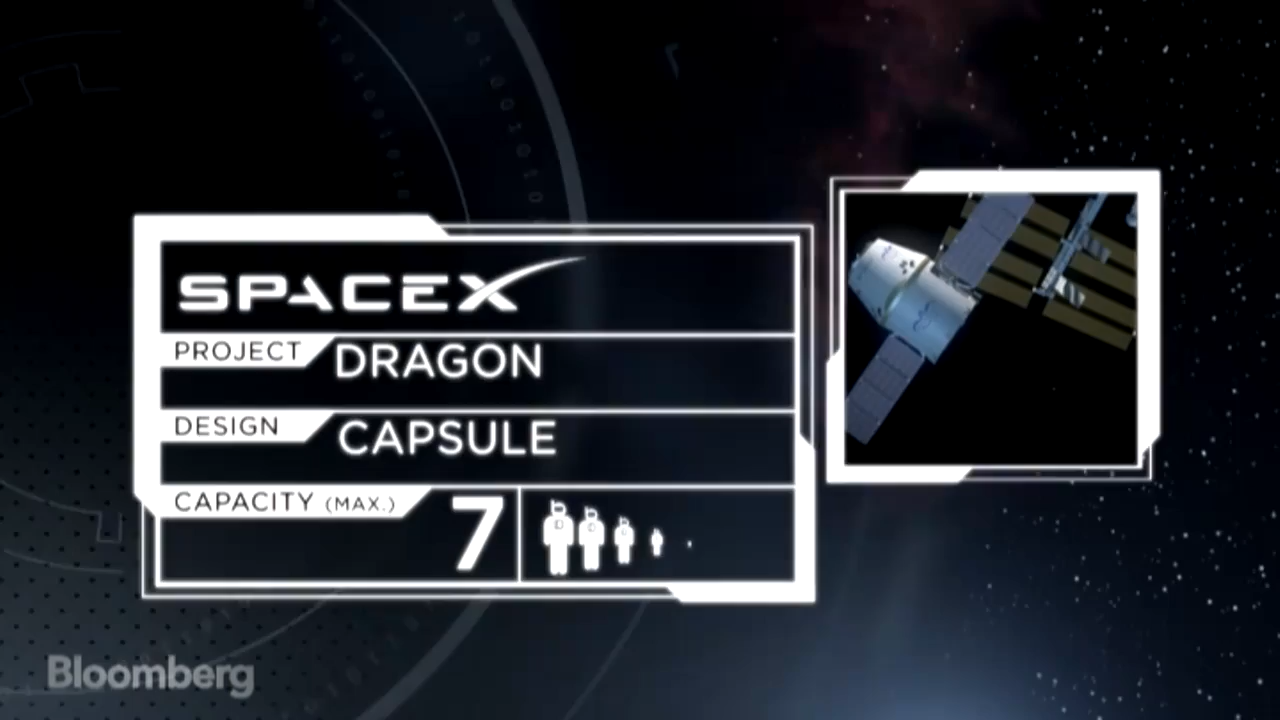 SPACEX
PROJECT DRAGON
DESIGN CAPSULE
CAPACITY (MAX.) 7
Bloomberg